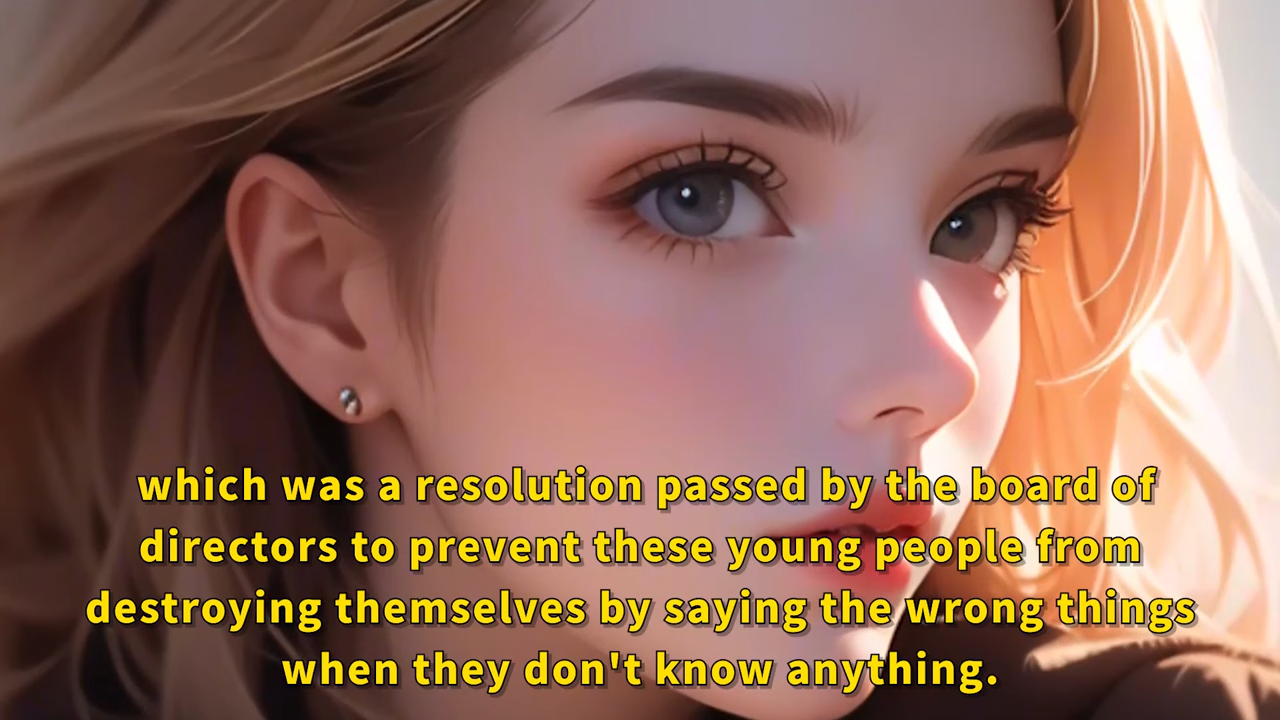 which was a resolution passed by the board of
directors to prevent these young people from
destroying themselves by saying the wrong things
when they don't know anything.